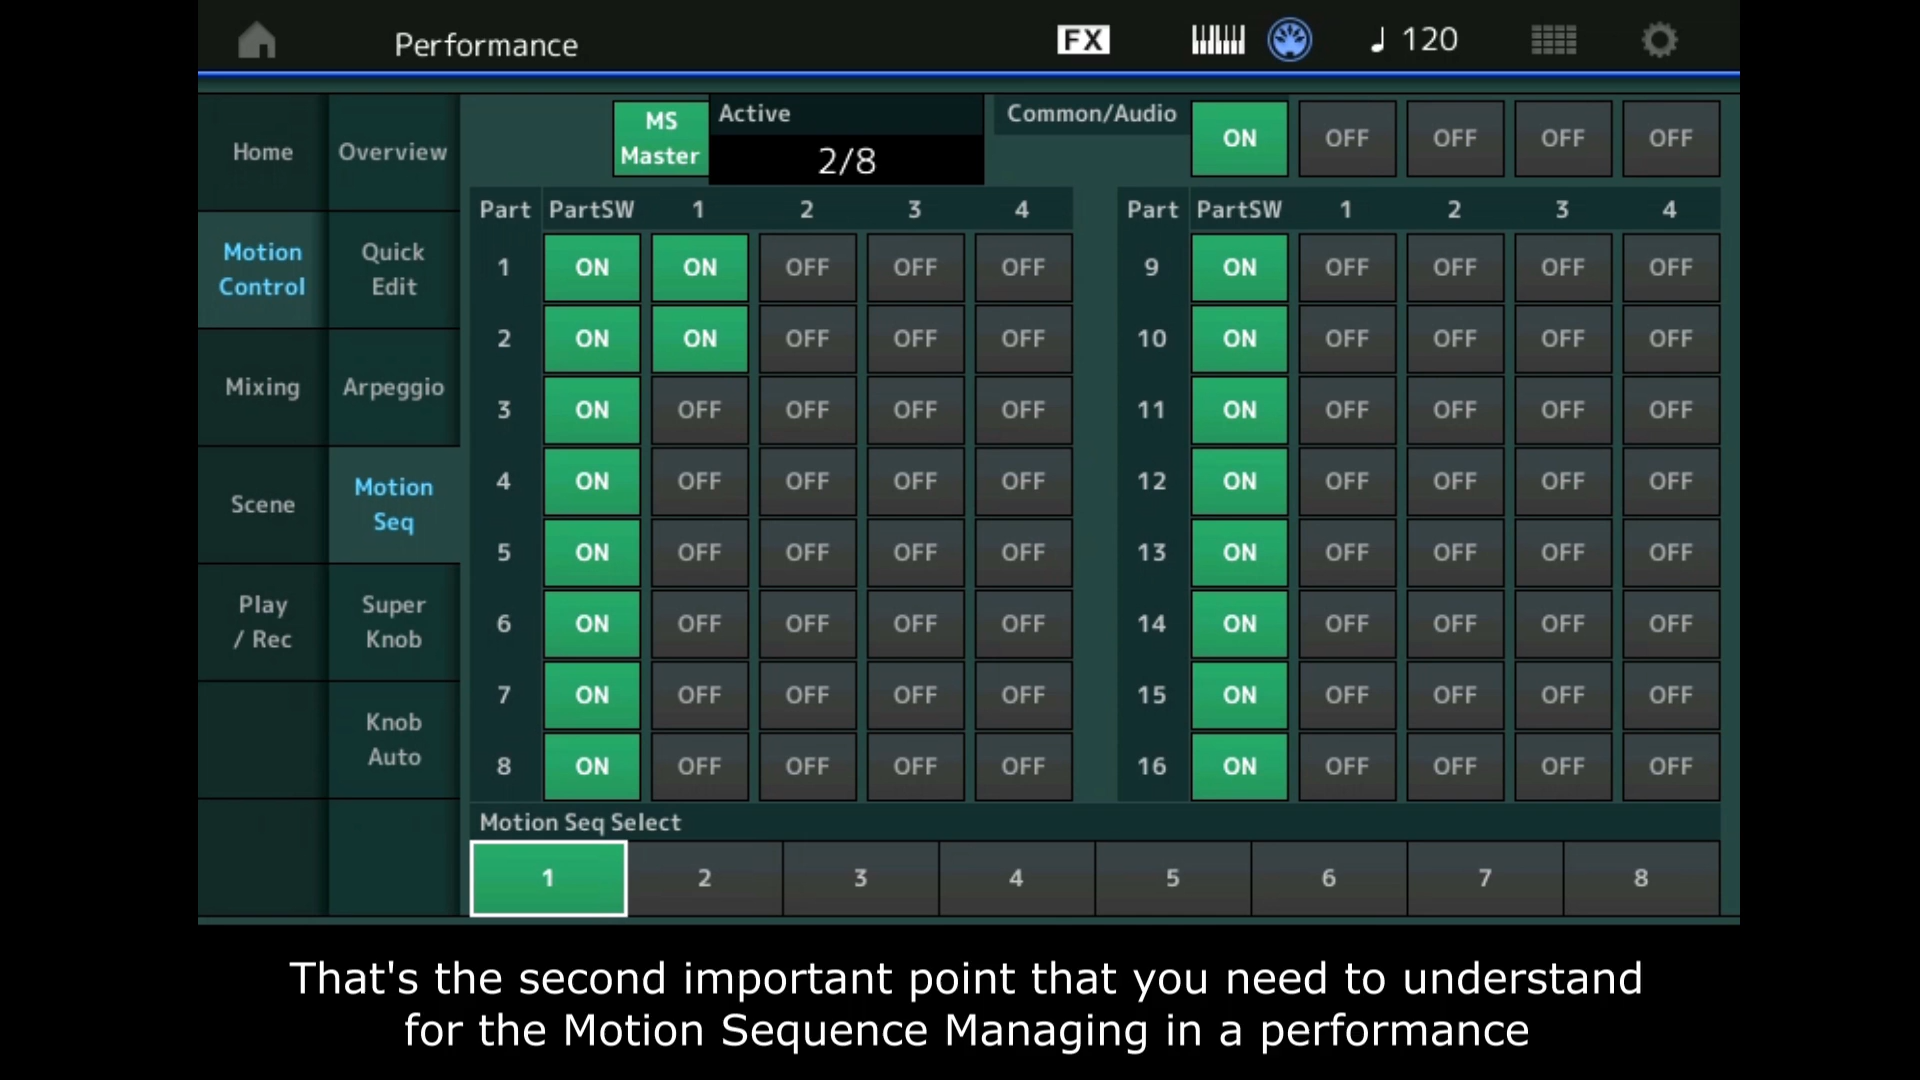 Performance FX ♩ 120
Home Overview
Motion Control
Quick Edit
Mixing Arpeggio
Scene
Motion Seq
Play / Rec
Super Knob
Knob Auto
MS Master
Active
2/8
Common/Audio ON OFF OFF OFF OFF
Part PartSW 1 2 3 4
1 ON ON OFF OFF OFF
2 ON ON OFF OFF OFF
3 ON OFF OFF OFF OFF
4 ON OFF OFF OFF OFF
5 ON OFF OFF OFF OFF
6 ON OFF OFF OFF OFF
7 ON OFF OFF OFF OFF
8 ON OFF OFF OFF OFF
Part PartSW 1 2 3 4
9 ON OFF OFF OFF OFF
10 ON OFF OFF OFF OFF
11 ON OFF OFF OFF OFF
12 ON OFF OFF OFF OFF
13 ON OFF OFF OFF OFF
14 ON OFF OFF OFF OFF
15 ON OFF OFF OFF OFF
16 ON OFF OFF OFF OFF
Motion Seq Select
1 2 3 4 5 6 7 8
That's the second important point that you need to understand
for the Motion Sequence Managing in a performance